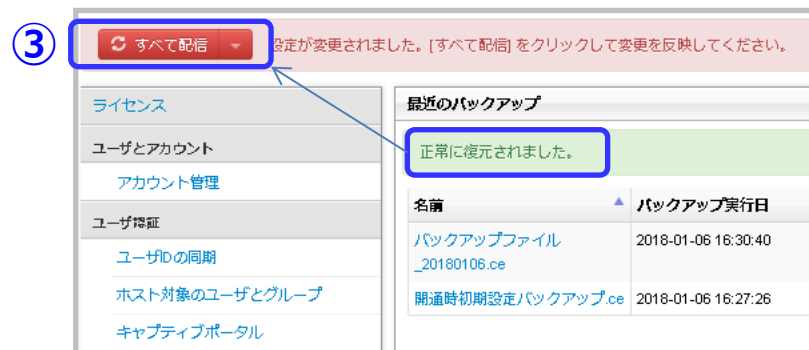 ③
すべて配信
設定が変更されました。[すべて配信] をクリックして変更を反映してください。
ライセンス
ユーザとアカウント
アカウント管理
ユーザ認証
ユーザIDの同期
ホスト対象のユーザとグループ
キャプティブポータル
最近のバックアップ
正常に復元されました。
名前 バックアップ実行日
バックアップファイル
_20180106.ce 2018-01-06 16:30:40
開通時初期設定バックアップ.ce 2018-01-06 16:27:26